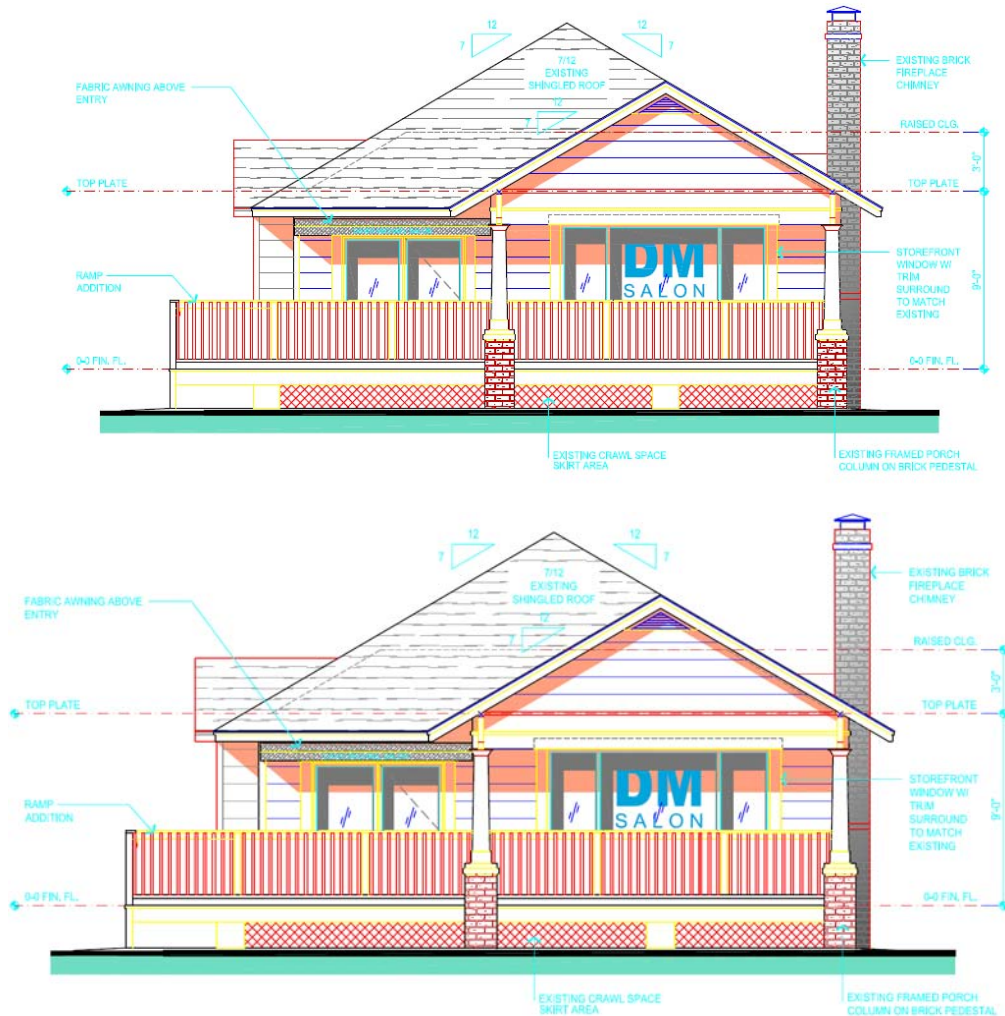 12
12
7
7
7/12
EXISTING
SHINGLED ROOF
EXISTING BRICK
FIREPLACE
CHIMNEY
FABRIC AWNING ABOVE
ENTRY
12
7
RAISED CLG.
3'-0"
TOP PLATE
TOP PLATE
DM
SALON
STOREFRONT
WINDOW W/
TRIM
SURROUND
TO MATCH
EXISTING
9'-0"
RAMP
ADDITION
0-0 FIN. FL.
0-0 FIN. FL.
EXISTING CRAWL SPACE
SKIRT AREA
EXISTING FRAMED PORCH
COLUMN ON BRICK PEDESTAL
12
12
7
7
7/12
EXISTING
SHINGLED ROOF
EXISTING BRICK
FIREPLACE
CHIMNEY
FABRIC AWNING ABOVE
ENTRY
12
7
RAISED CLG.
3'-0"
TOP PLATE
TOP PLATE
DM
SALON
STOREFRONT
WINDOW W/
TRIM
SURROUND
TO MATCH
EXISTING
9'-0"
RAMP
ADDITION
0-0 FIN. FL.
0-0 FIN. FL.
EXISTING CRAWL SPACE
SKIRT AREA
EXISTING FRAMED PORCH
COLUMN ON BRICK PEDESTAL